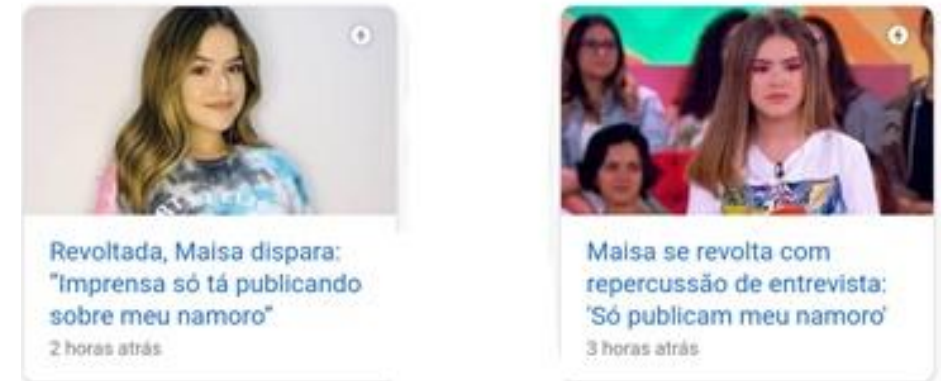 Revoltada, Maisa dispara:
"Imprensa só tá publicando
sobre meu namoro"
2 horas atrás
Maisa se revolta com
repercussão de entrevista:
'Só publicam meu namoro'
3 horas atrás